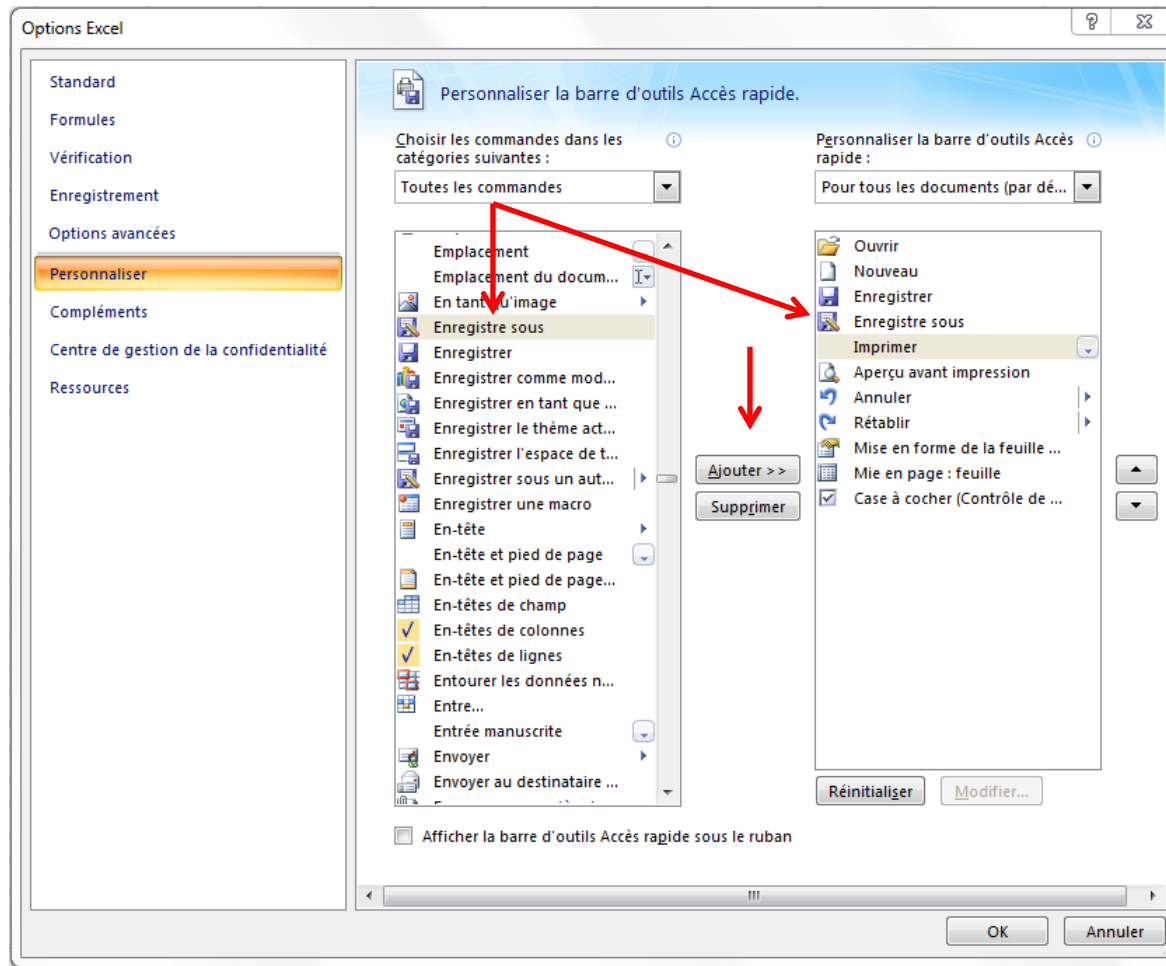 Options Excel
Standard
Formules
Vérification
Enregistrement
Options avancées
Personnaliser
Compléments
Centre de gestion de la confidentialité
Ressources
Personnaliser la barre d'outils Accès rapide.
Choisir les commandes dans les
catégories suivantes :
Toutes les commandes
Emplacement
Emplacement du docum...
En tant qu'image
Enregistre sous
Enregistrer
Enregistrer comme mod...
Enregistrer en tant que ...
Enregistrer le thème act...
Enregistrer l'espace de t...
Enregistrer sous un aut...
Enregistrer une macro
En-tête
En-tête et pied de page
En-tête et pied de page...
En-têtes de champ
En-têtes de colonnes
En-têtes de lignes
Entourer les données n...
Entre...
Entrée manuscrite
Envoyer
Envoyer au destinataire ...
Afficher la barre d'outils Accès rapide sous le ruban
Ajouter >>
Supprimer
Personnaliser la barre d'outils Accès
rapide :
Pour tous les documents (par dé...
Ouvrir
Nouveau
Enregistrer
Enregistre sous
Imprimer
Aperçu avant impression
Annuler
Rétablir
Mise en forme de la feuille ...
Mie en page : feuille
Case à cocher (Contrôle de ...
Réinitialiser
Modifier...
OK
Annuler